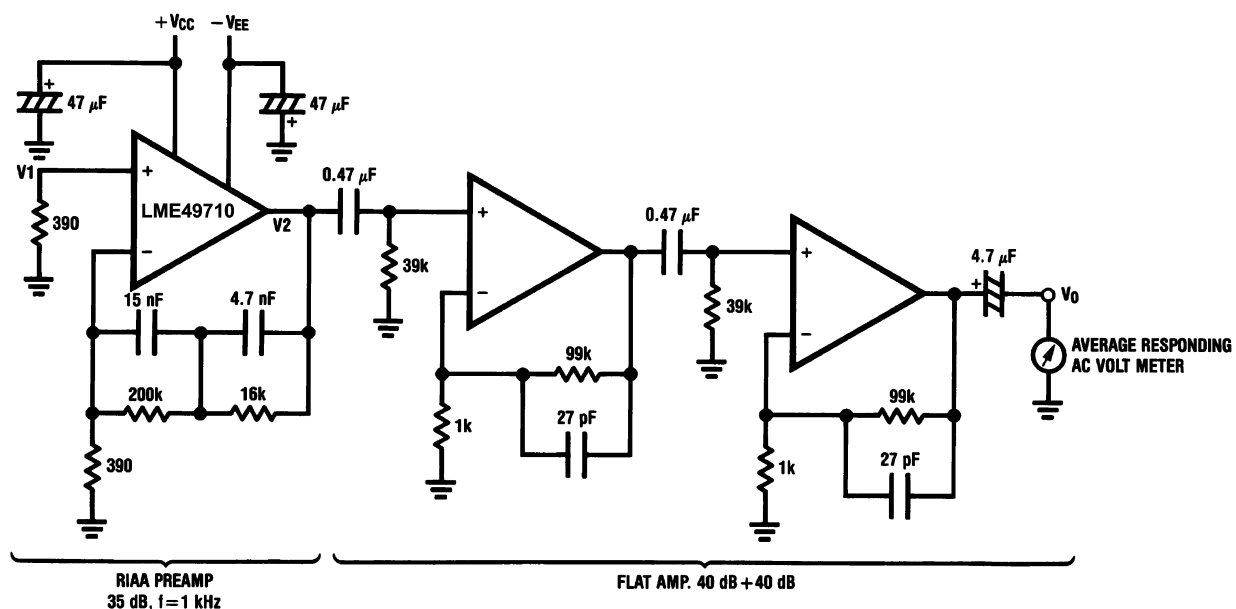 +VCC
−VEE
+
47 μF
47 μF
+
V1
+
390
LME49710
V2
−
15 nF
4.7 nF
200k
16k
390
0.47 μF
39k
+
−
99k
1k
27 pF
0.47 μF
39k
+
−
99k
1k
27 pF
4.7 μF
+
VO
AVERAGE RESPONDING
AC VOLT METER
RIAA PREAMP
35 dB, f=1 kHz
FLAT AMP. 40 dB+40 dB